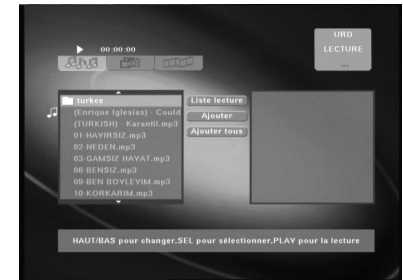 URD
LECTURE
...
00:00:00
turkce
(Enrique Iglesias) - Could
(TURKISH) - Karanfil.mp3
01-HAYIRSIZ.mp3
02-NEDEN.mp3
03-GAMSIZ HAYAT.mp3
06-BENSIZ.mp3
09-BEN BOYLEYIM.mp3
10-KORKARIM.mp3
Liste lecture
Ajouter
Ajouter tous
HAUT/BAS pour changer,SEL pour sélectionner,PLAY pour la lecture